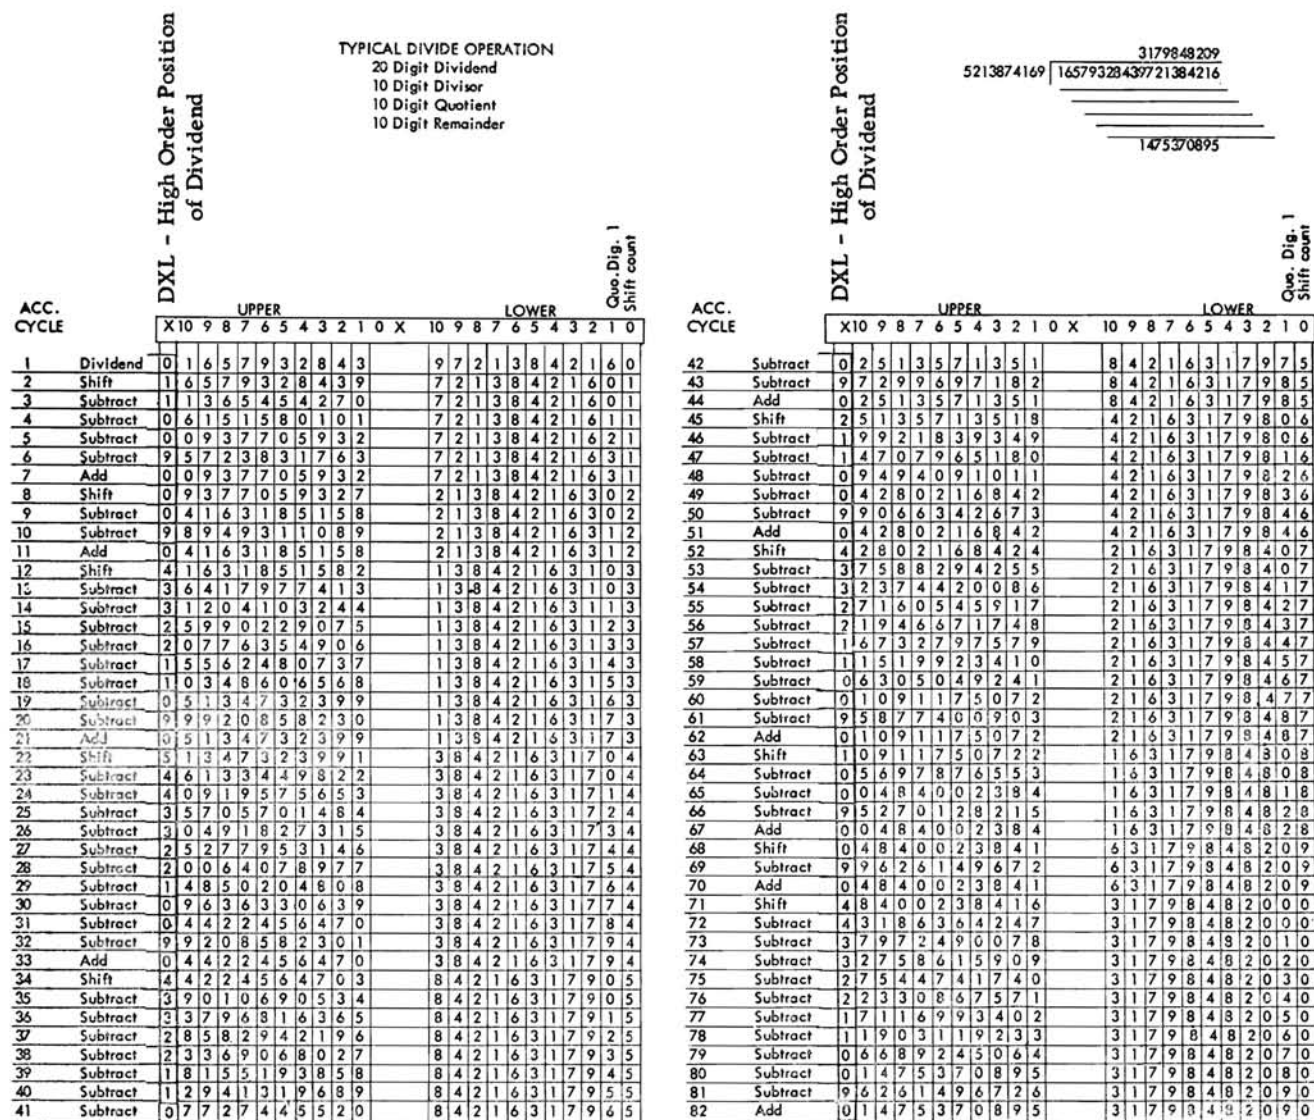 TYPICAL DIVIDE OPERATION
20 Digit Dividend
10 Digit Divisor
10 Digit Quotient
10 Digit Remainder
DXL - High Order Position
of Dividend
Quo.Dig. 1
Shift count
ACC. UPPER LOWER
CYCLE X 10 9 8 7 6 5 4 3 2 1 0 X 10 9 8 7 6 5 4 3 2 1 0
1 Dividend 0 1 6 5 7 9 3 2 8 4 3 9 7 2 1 3 8 4 2 1 6 0
2 Shift 1 6 5 7 9 3 2 8 4 3 9 7 2 1 3 8 4 2 1 6 0 1
3 Subtract 1 1 3 6 5 4 5 4 2 7 0 7 2 1 3 8 4 2 1 6 0 1
4 Subtract 0 6 1 5 1 5 8 0 1 0 1 7 2 1 3 8 4 2 1 6 1 1
5 Subtract 0 0 9 3 7 7 0 5 9 3 2 7 2 1 3 8 4 2 1 6 2 1
6 Subtract 9 5 7 2 3 8 3 1 7 6 3 7 2 1 3 8 4 2 1 6 3 1
7 Add 0 0 9 3 7 7 0 5 9 3 2 7 2 1 3 8 4 2 1 6 3 1
8 Shift 0 9 3 7 7 0 5 9 3 2 7 2 1 3 8 4 2 1 6 3 0 2
9 Subtract 0 4 1 6 3 1 8 5 1 5 8 2 1 3 8 4 2 1 6 3 0 2
10 Subtract 9 8 9 4 9 3 1 1 0 8 9 2 1 3 8 4 2 1 6 3 1 2
11 Add 0 4 1 6 3 1 8 5 1 5 8 2 1 3 8 4 2 1 6 3 1 2
12 Shift 4 1 6 3 1 8 5 1 5 8 2 1 3 8 4 2 1 6 3 1 0 3
13 Subtract 3 6 4 1 7 9 7 7 4 1 3 1 3 8 4 2 1 6 3 1 0 3
14 Subtract 3 1 2 0 4 1 0 3 2 4 4 1 3 8 4 2 1 6 3 1 1 3
15 Subtract 2 5 9 9 0 2 2 9 0 7 5 1 3 8 4 2 1 6 3 1 2 3
16 Subtract 2 0 7 7 6 3 5 4 9 0 6 1 3 8 4 2 1 6 3 1 3 3
17 Subtract 1 5 5 6 2 4 8 0 7 3 7 1 3 8 4 2 1 6 3 1 4 3
18 Subtract 1 0 3 4 8 6 0 6 5 6 8 1 3 8 4 2 1 6 3 1 5 3
19 Subtract 0 5 1 3 4 7 3 2 3 9 9 1 3 8 4 2 1 6 3 1 6 3
20 Subtract 9 9 9 2 0 8 5 8 2 3 0 1 3 8 4 2 1 6 3 1 7 3
21 Add 0 5 1 3 4 7 3 2 3 9 9 1 3 8 4 2 1 6 3 1 7 3
22 Shift 5 1 3 4 7 3 2 3 9 9 1 3 8 4 2 1 6 3 1 7 0 4
23 Subtract 4 6 1 3 3 4 4 9 8 2 2 3 8 4 2 1 6 3 1 7 0 4
24 Subtract 4 0 9 1 9 5 7 5 6 5 3 3 8 4 2 1 6 3 1 7 1 4
25 Subtract 3 5 7 0 5 7 0 1 4 8 4 3 8 4 2 1 6 3 1 7 2 4
26 Subtract 3 0 4 9 1 8 2 7 3 1 5 3 8 4 2 1 6 3 1 7 3 4
27 Subtract 2 5 2 7 7 9 5 3 1 4 6 3 8 4 2 1 6 3 1 7 4 4
28 Subtract 2 0 0 6 4 0 7 8 9 7 7 3 8 4 2 1 6 3 1 7 5 4
29 Subtract 1 4 8 5 0 2 0 4 8 0 8 3 8 4 2 1 6 3 1 7 6 4
30 Subtract 0 9 6 3 6 3 3 0 6 3 9 3 8 4 2 1 6 3 1 7 7 4
31 Subtract 0 4 4 2 2 4 5 6 4 7 0 3 8 4 2 1 6 3 1 7 8 4
32 Subtract 9 9 2 0 8 5 8 2 3 0 1 3 8 4 2 1 6 3 1 7 9 4
33 Add 0 4 4 2 2 4 5 6 4 7 0 3 8 4 2 1 6 3 1 7 9 4
34 Shift 4 4 2 2 4 5 6 4 7 0 3 8 4 2 1 6 3 1 7 9 0 5
35 Subtract 3 9 0 1 0 6 9 0 5 3 4 8 4 2 1 6 3 1 7 9 0 5
36 Subtract 3 3 7 9 6 8 1 6 3 6 5 8 4 2 1 6 3 1 7 9 1 5
37 Subtract 2 8 5 8 2 9 4 2 1 9 6 8 4 2 1 6 3 1 7 9 2 5
38 Subtract 2 3 3 6 9 0 6 8 0 2 7 8 4 2 1 6 3 1 7 9 3 5
39 Subtract 1 8 1 5 5 1 9 3 8 5 8 8 4 2 1 6 3 1 7 9 4 5
40 Subtract 1 2 9 4 1 3 1 9 6 8 9 8 4 2 1 6 3 1 7 9 5 5
41 Subtract 0 7 7 2 7 4 4 5 5 2 0 8 4 2 1 6 3 1 7 9 6 5
3179848209
5213874169 16579328439721384216
1475370895
DXL - High Order Position
of Dividend
Quo. Dig. 1
Shift count
ACC. UPPER LOWER
CYCLE X 10 9 8 7 6 5 4 3 2 1 0 X 10 9 8 7 6 5 4 3 2 1 0
42 Subtract 0 2 5 1 3 5 7 1 3 5 1 8 4 2 1 6 3 1 7 9 7 5
43 Subtract 9 7 2 9 9 6 9 7 1 8 2 8 4 2 1 6 3 1 7 9 8 5
44 Add 0 2 5 1 3 5 7 1 3 5 1 8 4 2 1 6 3 1 7 9 8 5
45 Shift 2 5 1 3 5 7 1 3 5 1 8 4 2 1 6 3 1 7 9 8 0 6
46 Subtract 1 9 9 2 1 8 3 9 3 4 9 4 2 1 6 3 1 7 9 8 0 6
47 Subtract 1 4 7 0 7 9 6 5 1 8 0 4 2 1 6 3 1 7 9 8 1 6
48 Subtract 0 9 4 9 4 0 9 1 0 1 1 4 2 1 6 3 1 7 9 8 2 6
49 Subtract 0 4 2 8 0 2 1 6 8 4 2 4 2 1 6 3 1 7 9 8 3 6
50 Subtract 9 9 0 6 6 3 4 2 6 7 3 4 2 1 6 3 1 7 9 8 4 6
51 Add 0 4 2 8 0 2 1 6 8 4 2 4 2 1 6 3 1 7 9 8 4 6
52 Shift 4 2 8 0 2 1 6 8 4 2 4 2 1 6 3 1 7 9 8 4 0 7
53 Subtract 3 7 5 8 8 2 9 4 2 5 5 2 1 6 3 1 7 9 8 4 0 7
54 Subtract 3 2 3 7 4 4 2 0 0 8 6 2 1 6 3 1 7 9 8 4 1 7
55 Subtract 2 7 1 6 0 5 4 5 9 1 7 2 1 6 3 1 7 9 8 4 2 7
56 Subtract 2 1 9 4 6 6 7 1 7 4 8 2 1 6 3 1 7 9 8 4 3 7
57 Subtract 1 6 7 3 2 7 9 7 5 7 9 2 1 6 3 1 7 9 8 4 4 7
58 Subtract 1 1 5 1 9 9 2 3 4 1 0 2 1 6 3 1 7 9 8 4 5 7
59 Subtract 0 6 3 0 5 0 4 9 2 4 1 2 1 6 3 1 7 9 8 4 6 7
60 Subtract 0 1 0 9 1 1 7 5 0 7 2 2 1 6 3 1 7 9 8 4 7 7
61 Subtract 9 5 8 7 7 4 0 0 9 0 3 2 1 6 3 1 7 9 8 4 8 7
62 Add 0 1 0 9 1 1 7 5 0 7 2 2 1 6 3 1 7 9 8 4 8 7
63 Shift 1 0 9 1 1 7 5 0 7 2 2 1 6 3 1 7 9 8 4 8 0 8
64 Subtract 0 5 6 9 7 8 7 6 5 5 3 1 6 3 1 7 9 8 4 8 0 8
65 Subtract 0 0 4 8 4 0 0 2 3 8 4 1 6 3 1 7 9 8 4 8 1 8
66 Subtract 9 5 2 7 0 1 2 8 2 1 5 1 6 3 1 7 9 8 4 8 2 8
67 Add 0 0 4 8 4 0 0 2 3 8 4 1 6 3 1 7 9 8 4 8 2 8
68 Shift 0 4 8 4 0 0 2 3 8 4 1 6 3 1 7 9 8 4 8 2 0 9
69 Subtract 9 9 6 2 6 1 4 9 6 7 2 6 3 1 7 9 8 4 8 2 0 9
70 Add 0 4 8 4 0 0 2 3 8 4 1 6 3 1 7 9 8 4 8 2 0 9
71 Shift 4 8 4 0 0 2 3 8 4 1 6 3 1 7 9 8 4 8 2 0 0 0
72 Subtract 4 3 1 8 6 3 6 4 2 4 7 3 1 7 9 8 4 8 2 0 0 0
73 Subtract 3 7 9 7 2 4 9 0 0 7 8 3 1 7 9 8 4 8 2 0 1 0
74 Subtract 3 2 7 5 8 6 1 5 9 0 9 3 1 7 9 8 4 8 2 0 2 0
75 Subtract 2 7 5 4 4 7 4 1 7 4 0 3 1 7 9 8 4 8 2 0 3 0
76 Subtract 2 2 3 3 0 8 6 7 5 7 1 3 1 7 9 8 4 8 2 0 4 0
77 Subtract 1 7 1 1 6 9 9 3 4 0 2 3 1 7 9 8 4 8 2 0 5 0
78 Subtract 1 1 9 0 3 1 1 9 2 3 3 3 1 7 9 8 4 8 2 0 6 0
79 Subtract 0 6 6 8 9 2 4 5 0 6 4 3 1 7 9 8 4 8 2 0 7 0
80 Subtract 0 1 4 7 5 3 7 0 8 9 5 3 1 7 9 8 4 8 2 0 8 0
81 Subtract 9 6 2 6 1 4 9 6 7 2 6 3 1 7 9 8 4 8 2 0 9 0
82 Add 0 1 4 7 5 3 7 0 8 9 5 3 1 7 9 8 4 8 2 0 9 0